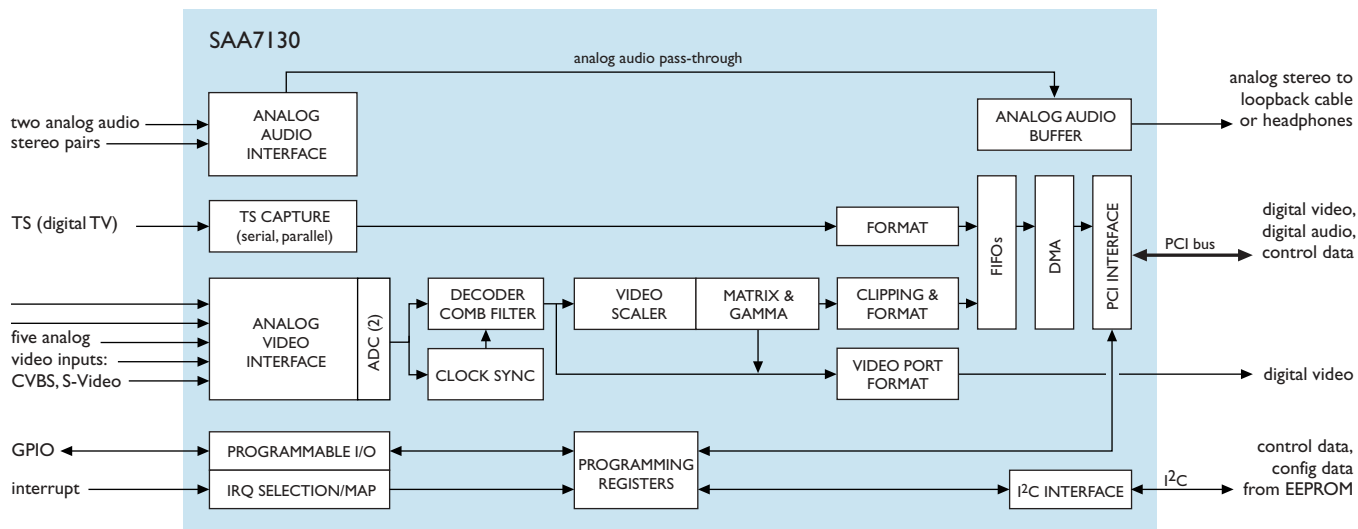 SAA7130
analog audio pass-through
two analog audio
stereo pairs
ANALOG
AUDIO
INTERFACE
ANALOG AUDIO
BUFFER
analog stereo to
loopback cable
or headphones
TS (digital TV)
TS CAPTURE
(serial, parallel)
FORMAT
FIFOs
DMA
PCI INTERFACE
PCI bus
digital video,
digital audio,
control data
five analog
video inputs:
CVBS, S-Video
ANALOG
VIDEO
INTERFACE
ADC (2)
DECODER
COMB FILTER
CLOCK SYNC
VIDEO
SCALER
MATRIX &
GAMMA
CLIPPING &
FORMAT
VIDEO PORT
FORMAT
digital video
GPIO
PROGRAMMABLE I/O
interrupt
IRQ SELECTION/MAP
PROGRAMMING
REGISTERS
I²C INTERFACE
I²C
control data,
config data
from EEPROM